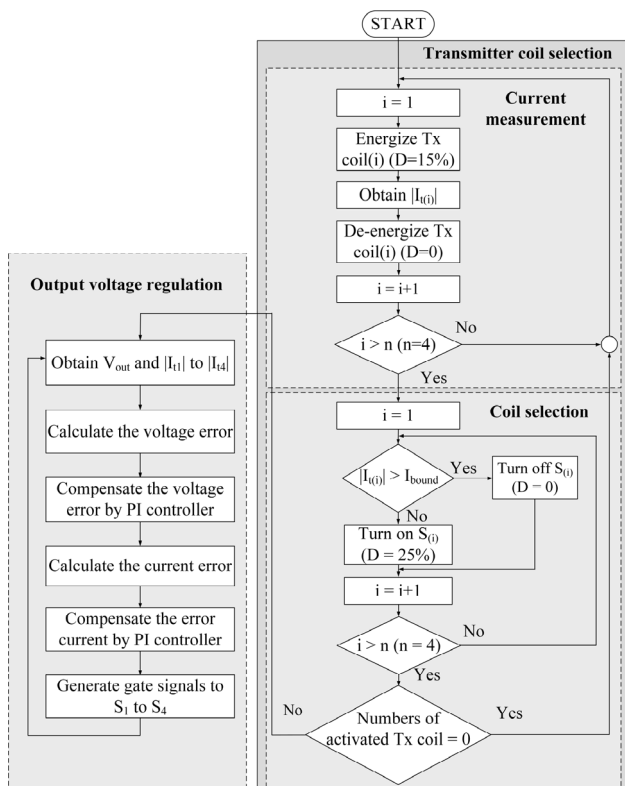 START
Transmitter coil selection
Current
measurement
i = 1
Energize Tx
coil(i) (D=15%)
Obtain |It(i)|
De-energize Tx
coil(i) (D=0)
i = i+1
i > n (n=4)
No
Yes
Coil selection
i = 1
|It(i)| > Ibound
Yes
Turn off S(i)
(D = 0)
No
Turn on S(i)
(D = 25%)
i = i+1
i > n (n = 4)
No
Yes
Numbers of
activated Tx coil = 0
No
Yes
Output voltage regulation
Obtain Vout and |It1| to |It4|
Calculate the voltage error
Compensate the voltage
error by PI controller
Calculate the current error
Compensate the error
current by PI controller
Generate gate signals to
S1 to S4